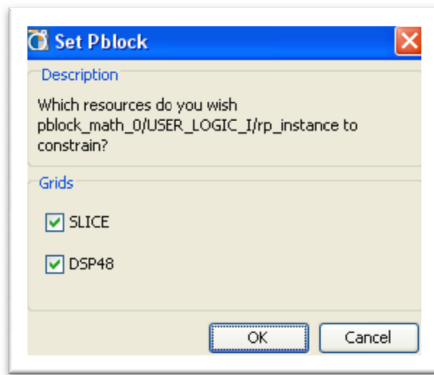 Set Pblock
Description
Which resources do you wish
pblock_math_0/USER_LOGIC_I/rp_instance to
constrain?
Grids
SLICE
DSP48
OK Cancel